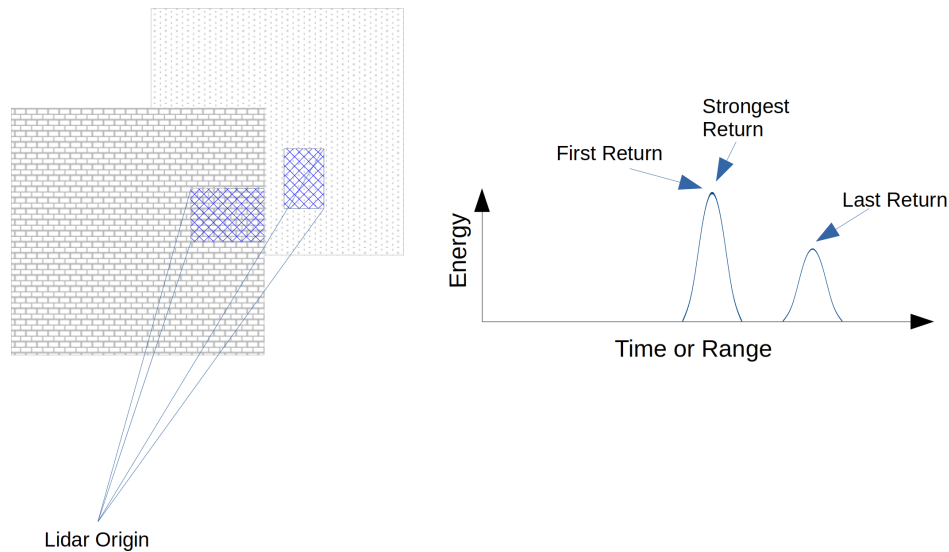 Strongest
Return
First Return
Last Return
Energy
Time or Range
Lidar Origin